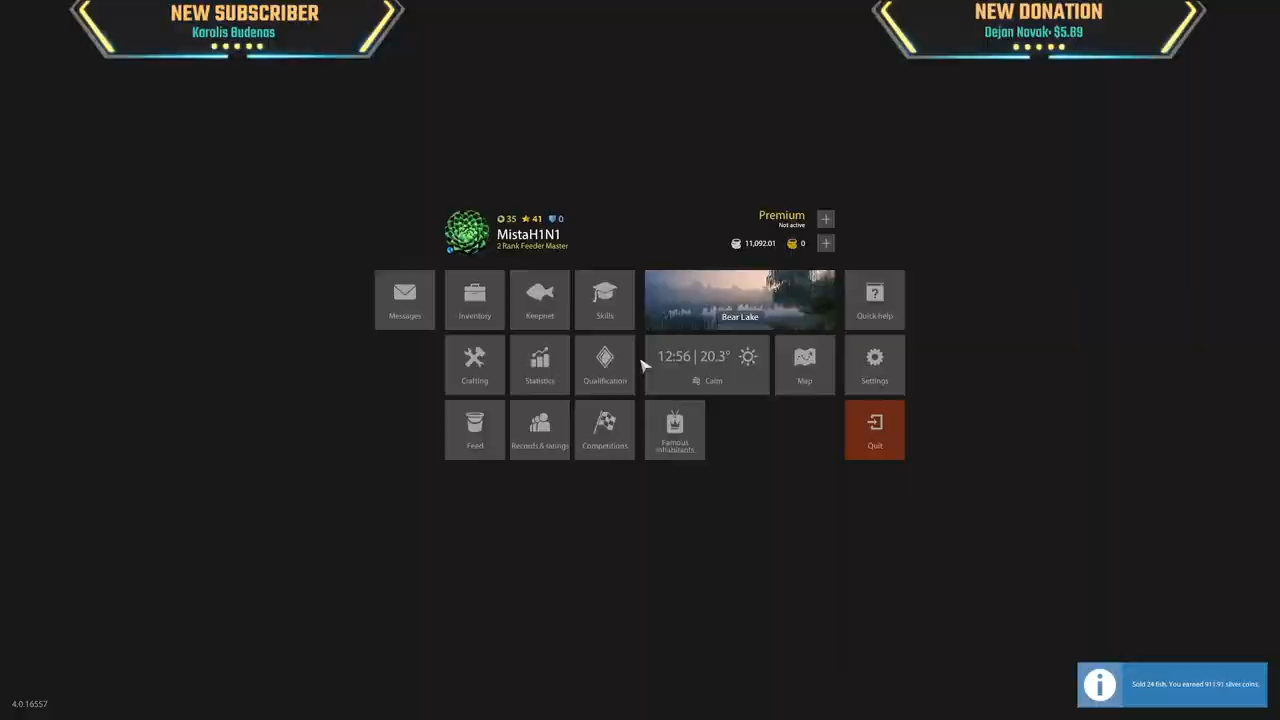 NEW SUBSCRIBER
Karolis Budenas
NEW DONATION
Dejan Novak• $5.89
35 41 0
MistaH1N1
2 Rank Feeder Master
Premium
Not active
11,092.01 0
Messages
Inventory
Keepnet
Skills
Bear Lake
Quick help
Crafting
Statistics
Qualification
12:56 | 20.3°
Calm
Map
Settings
Feed
Records & ratings
Competitions
Famous
inhabitants
Quit
Sold 24 fish. You earned 911.91 silver coins.
4.0.16557